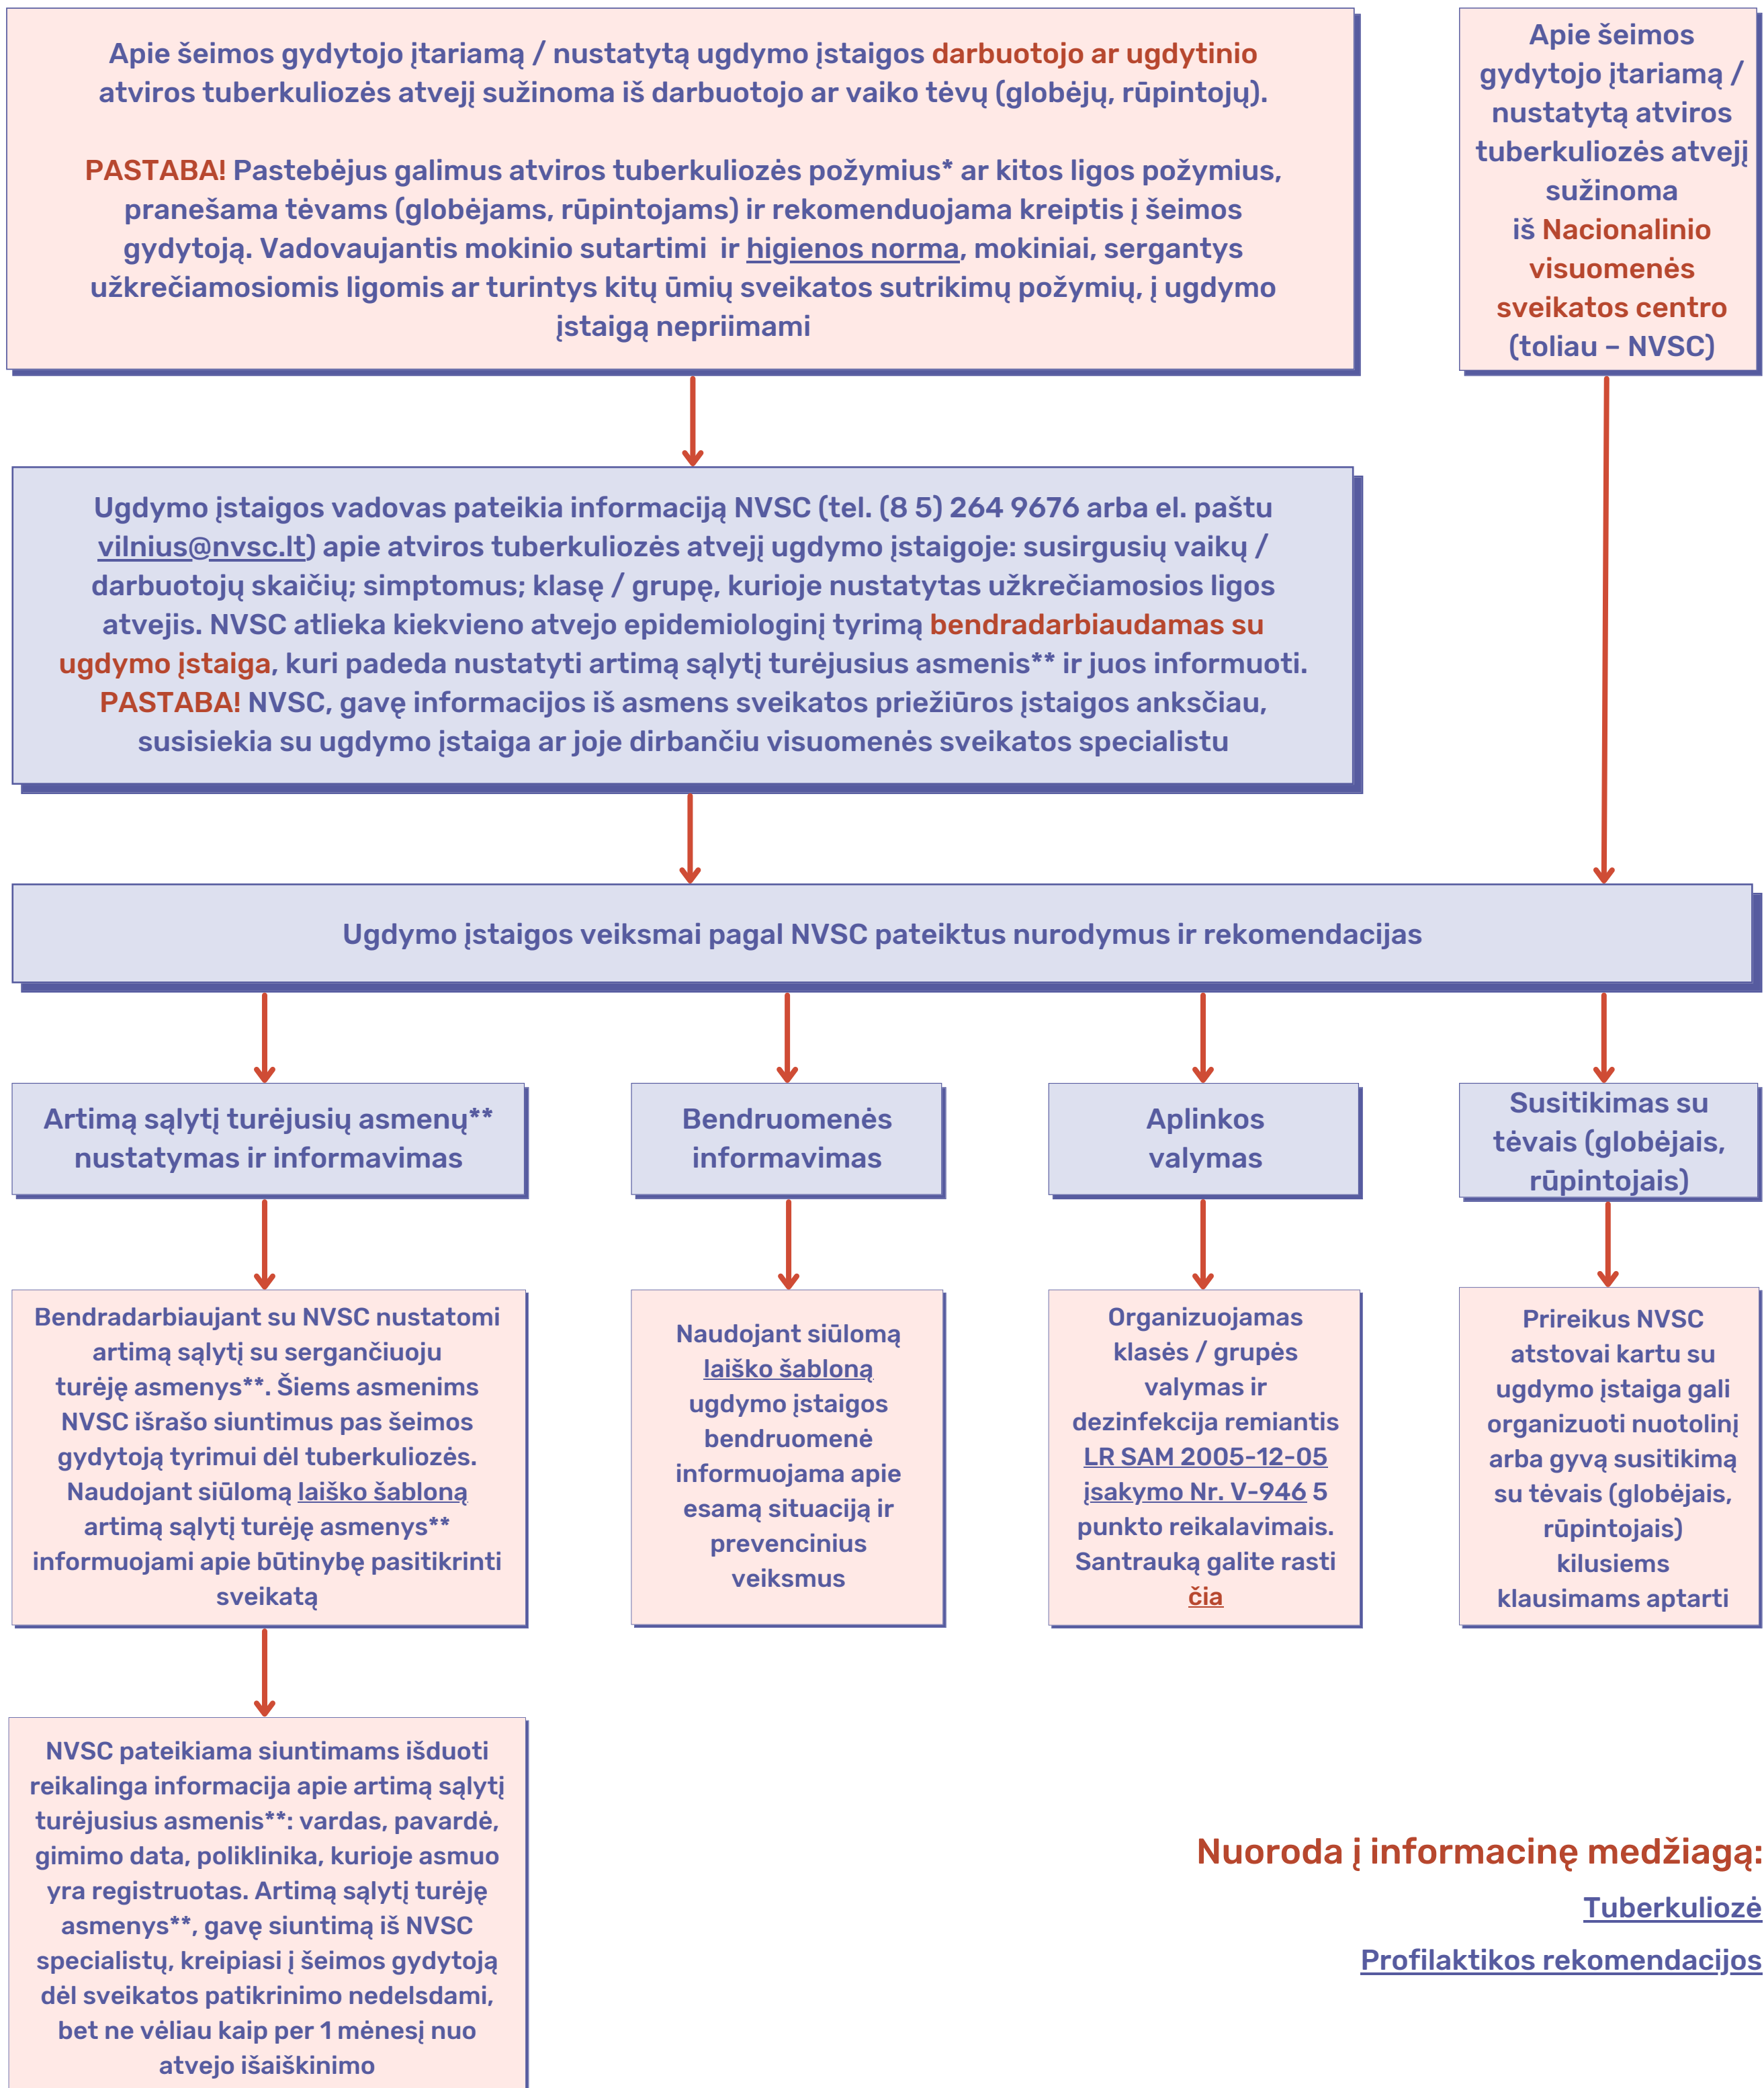 Apie šeimos gydytojo įtariamą / nustatytą ugdymo įstaigos darbuotojo ar ugdytinio
atviros tuberkuliozės atvejį sužinoma iš darbuotojo ar vaiko tėvų (globėjų, rūpintojų).
PASTABA! Pastebėjus galimus atviros tuberkuliozės požymius* ar kitos ligos požymius,
pranešama tėvams (globėjams, rūpintojams) ir rekomenduojama kreiptis į šeimos
gydytoją. Vadovaujantis mokinio sutartimi ir higienos norma, mokiniai, sergantys
užkrečiamosiomis ligomis ar turintys kitų ūmių sveikatos sutrikimų požymių, į ugdymo
įstaigą nepriimami
Apie šeimos
gydytojo įtariamą /
nustatytą atviros
tuberkuliozės atvejį
sužinoma
iš Nacionalinio
visuomenės
sveikatos centro
(toliau – NVSC)
Ugdymo įstaigos vadovas pateikia informaciją NVSC (tel. (8 5) 264 9676 arba el. paštu
vilnius@nvsc.lt) apie atviros tuberkuliozės atvejį ugdymo įstaigoje: susirgusių vaikų /
darbuotojų skaičių; simptomus; klasę / grupę, kurioje nustatytas užkrečiamosios ligos
atvejis. NVSC atlieka kiekvieno atvejo epidemiologinį tyrimą bendradarbiaudamas su
ugdymo įstaiga, kuri padeda nustatyti artimą sąlytį turėjusius asmenis** ir juos informuoti.
PASTABA! NVSC, gavę informacijos iš asmens sveikatos priežiūros įstaigos anksčiau,
susisiekia su ugdymo įstaiga ar joje dirbančiu visuomenės sveikatos specialistu
Ugdymo įstaigos veiksmai pagal NVSC pateiktus nurodymus ir rekomendacijas
Artimą sąlytį turėjusių asmenų**
nustatymas ir informavimas
Bendruomenės
informavimas
Aplinkos
valymas
Susitikimas su
tėvais (globėjais,
rūpintojais)
Bendradarbiaujant su NVSC nustatomi
artimą sąlytį su sergančiuoju
turėję asmenys**. Šiems asmenims
NVSC išrašo siuntimus pas šeimos
gydytoją tyrimui dėl tuberkuliozės.
Naudojant siūlomą laiško šabloną
artimą sąlytį turėję asmenys**
informuojami apie būtinybę pasitikrinti
sveikatą
Naudojant siūlomą
laiško šabloną
ugdymo įstaigos
bendruomenė
informuojama apie
esamą situaciją ir
prevencinius
veiksmus
Organizuojamas
klasės / grupės
valymas ir
dezinfekcija remiantis
LR SAM 2005-12-05
įsakymo Nr. V-946 5
punkto reikalavimais.
Santrauką galite rasti
čia
Prireikus NVSC
atstovai kartu su
ugdymo įstaiga gali
organizuoti nuotolinį
arba gyvą susitikimą
su tėvais (globėjais,
rūpintojais)
kilusiems
klausimams aptarti
NVSC pateikiama siuntimams išduoti
reikalinga informacija apie artimą sąlytį
turėjusius asmenis**: vardas, pavardė,
gimimo data, poliklinika, kurioje asmuo
yra registruotas. Artimą sąlytį turėję
asmenys**, gavę siuntimą iš NVSC
specialistų, kreipiasi į šeimos gydytoją
dėl sveikatos patikrinimo nedelsdami,
bet ne vėliau kaip per 1 mėnesį nuo
atvejo išaiškinimo
Nuoroda į informacinę medžiagą:
Tuberkuliozė
Profilaktikos rekomendacijos